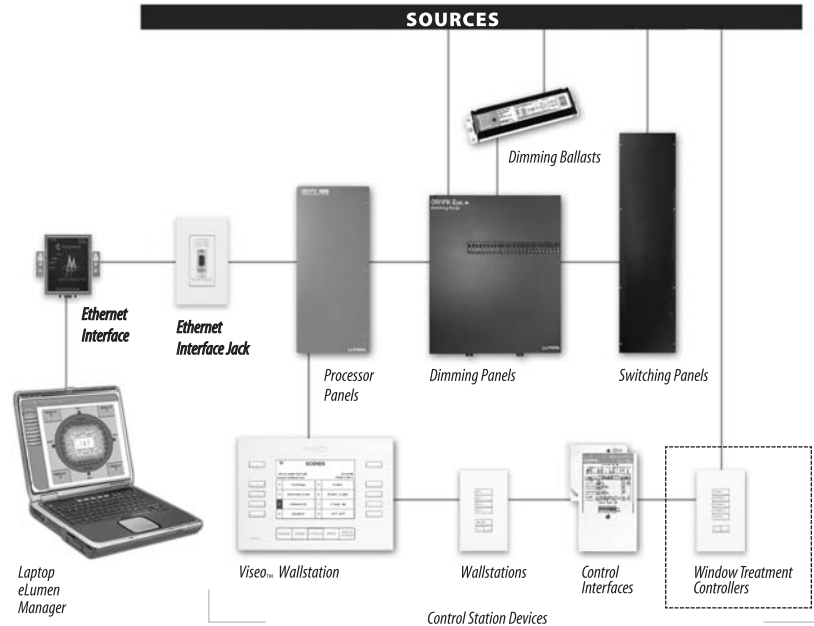 SOURCES
Dimming Ballasts
Ethernet
Interface
Ethernet
Interface Jack
Processor
Panels
Dimming Panels
Switching Panels
LUTRON
SCENES
Laptop
eLumen
Manager
Viseo™ Wallstation
Wallstations
Control
Interfaces
Window Treatment
Controllers
Control Station Devices